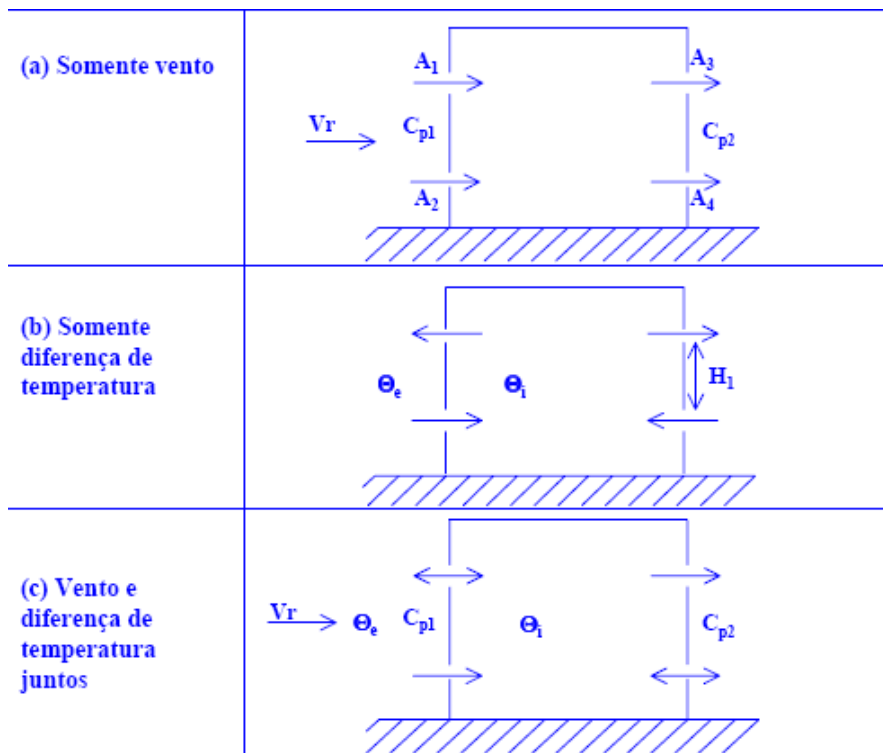 (a) Somente vento
A₁
A₃
Vr
Cₚ₁
Cₚ₂
A₂
A₄
(b) Somente
diferença de
temperatura
Θₑ
Θᵢ
H₁
(c) Vento e
diferença de
temperatura
juntos
Vr
Θₑ
Cₚ₁
Θᵢ
Cₚ₂